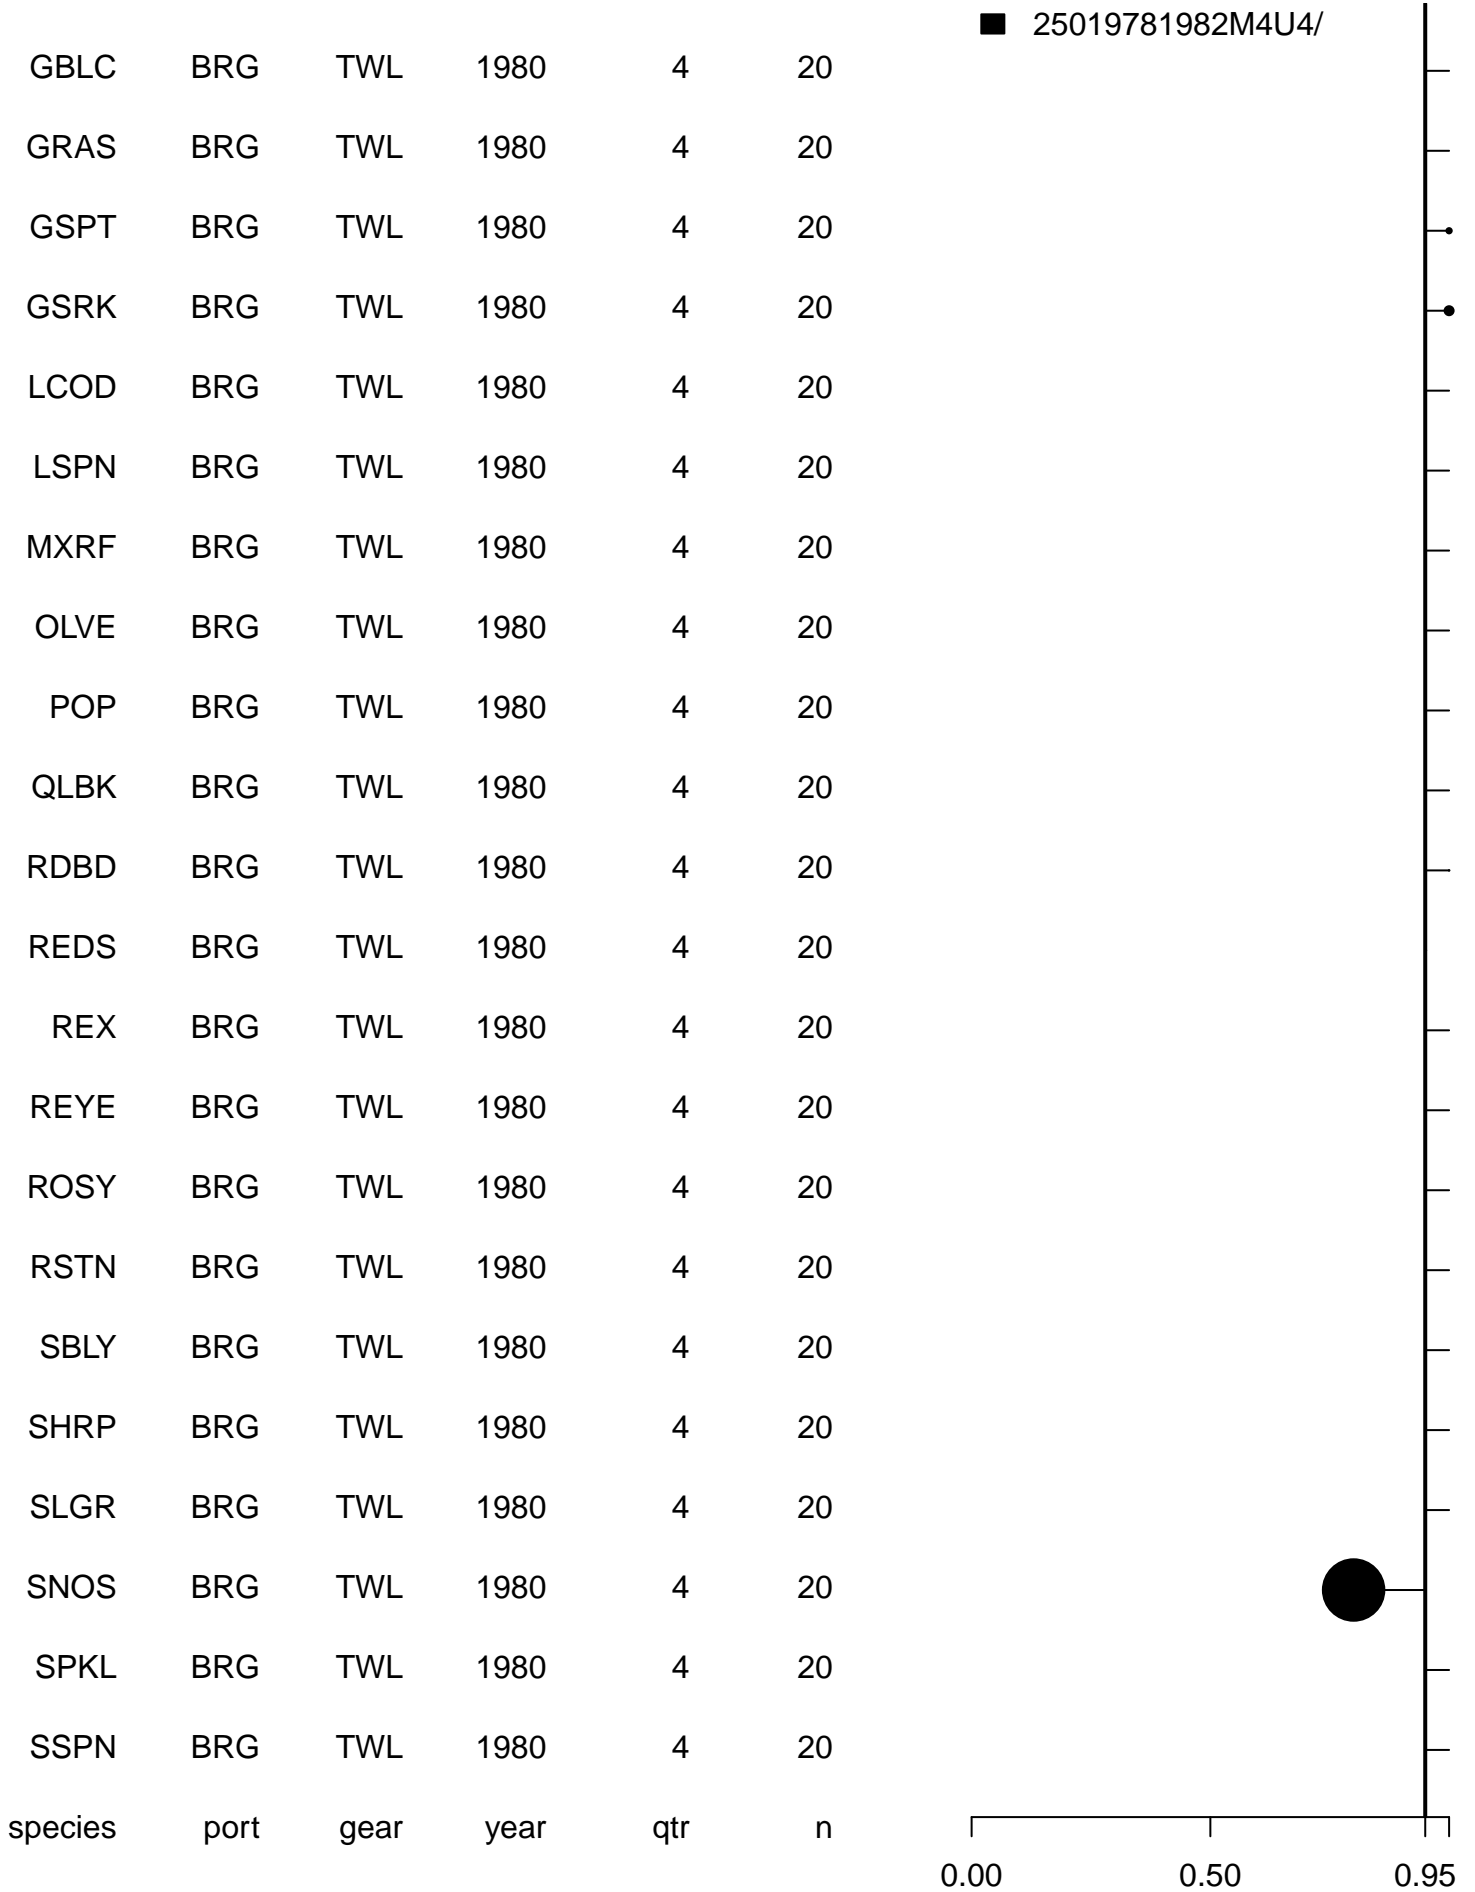 25019781982M4U4/
GBLC BRG TWL 1980 4 20
GRAS BRG TWL 1980 4 20
GSPT BRG TWL 1980 4 20
GSRK BRG TWL 1980 4 20
LCOD BRG TWL 1980 4 20
LSPN BRG TWL 1980 4 20
MXRF BRG TWL 1980 4 20
OLVE BRG TWL 1980 4 20
POP BRG TWL 1980 4 20
QLBK BRG TWL 1980 4 20
RDBD BRG TWL 1980 4 20
REDS BRG TWL 1980 4 20
REX BRG TWL 1980 4 20
REYE BRG TWL 1980 4 20
ROSY BRG TWL 1980 4 20
RSTN BRG TWL 1980 4 20
SBLY BRG TWL 1980 4 20
SHRP BRG TWL 1980 4 20
SLGR BRG TWL 1980 4 20
SNOS BRG TWL 1980 4 20
SPKL BRG TWL 1980 4 20
SSPN BRG TWL 1980 4 20
species port gear year qtr n
0.00 0.50 0.95